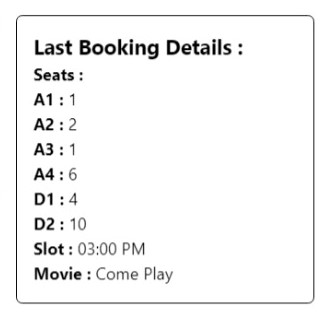 Last Booking Details :
Seats :
A1 : 1
A2 : 2
A3 : 1
A4 : 6
D1 : 4
D2 : 10
Slot : 03:00 PM
Movie : Come Play